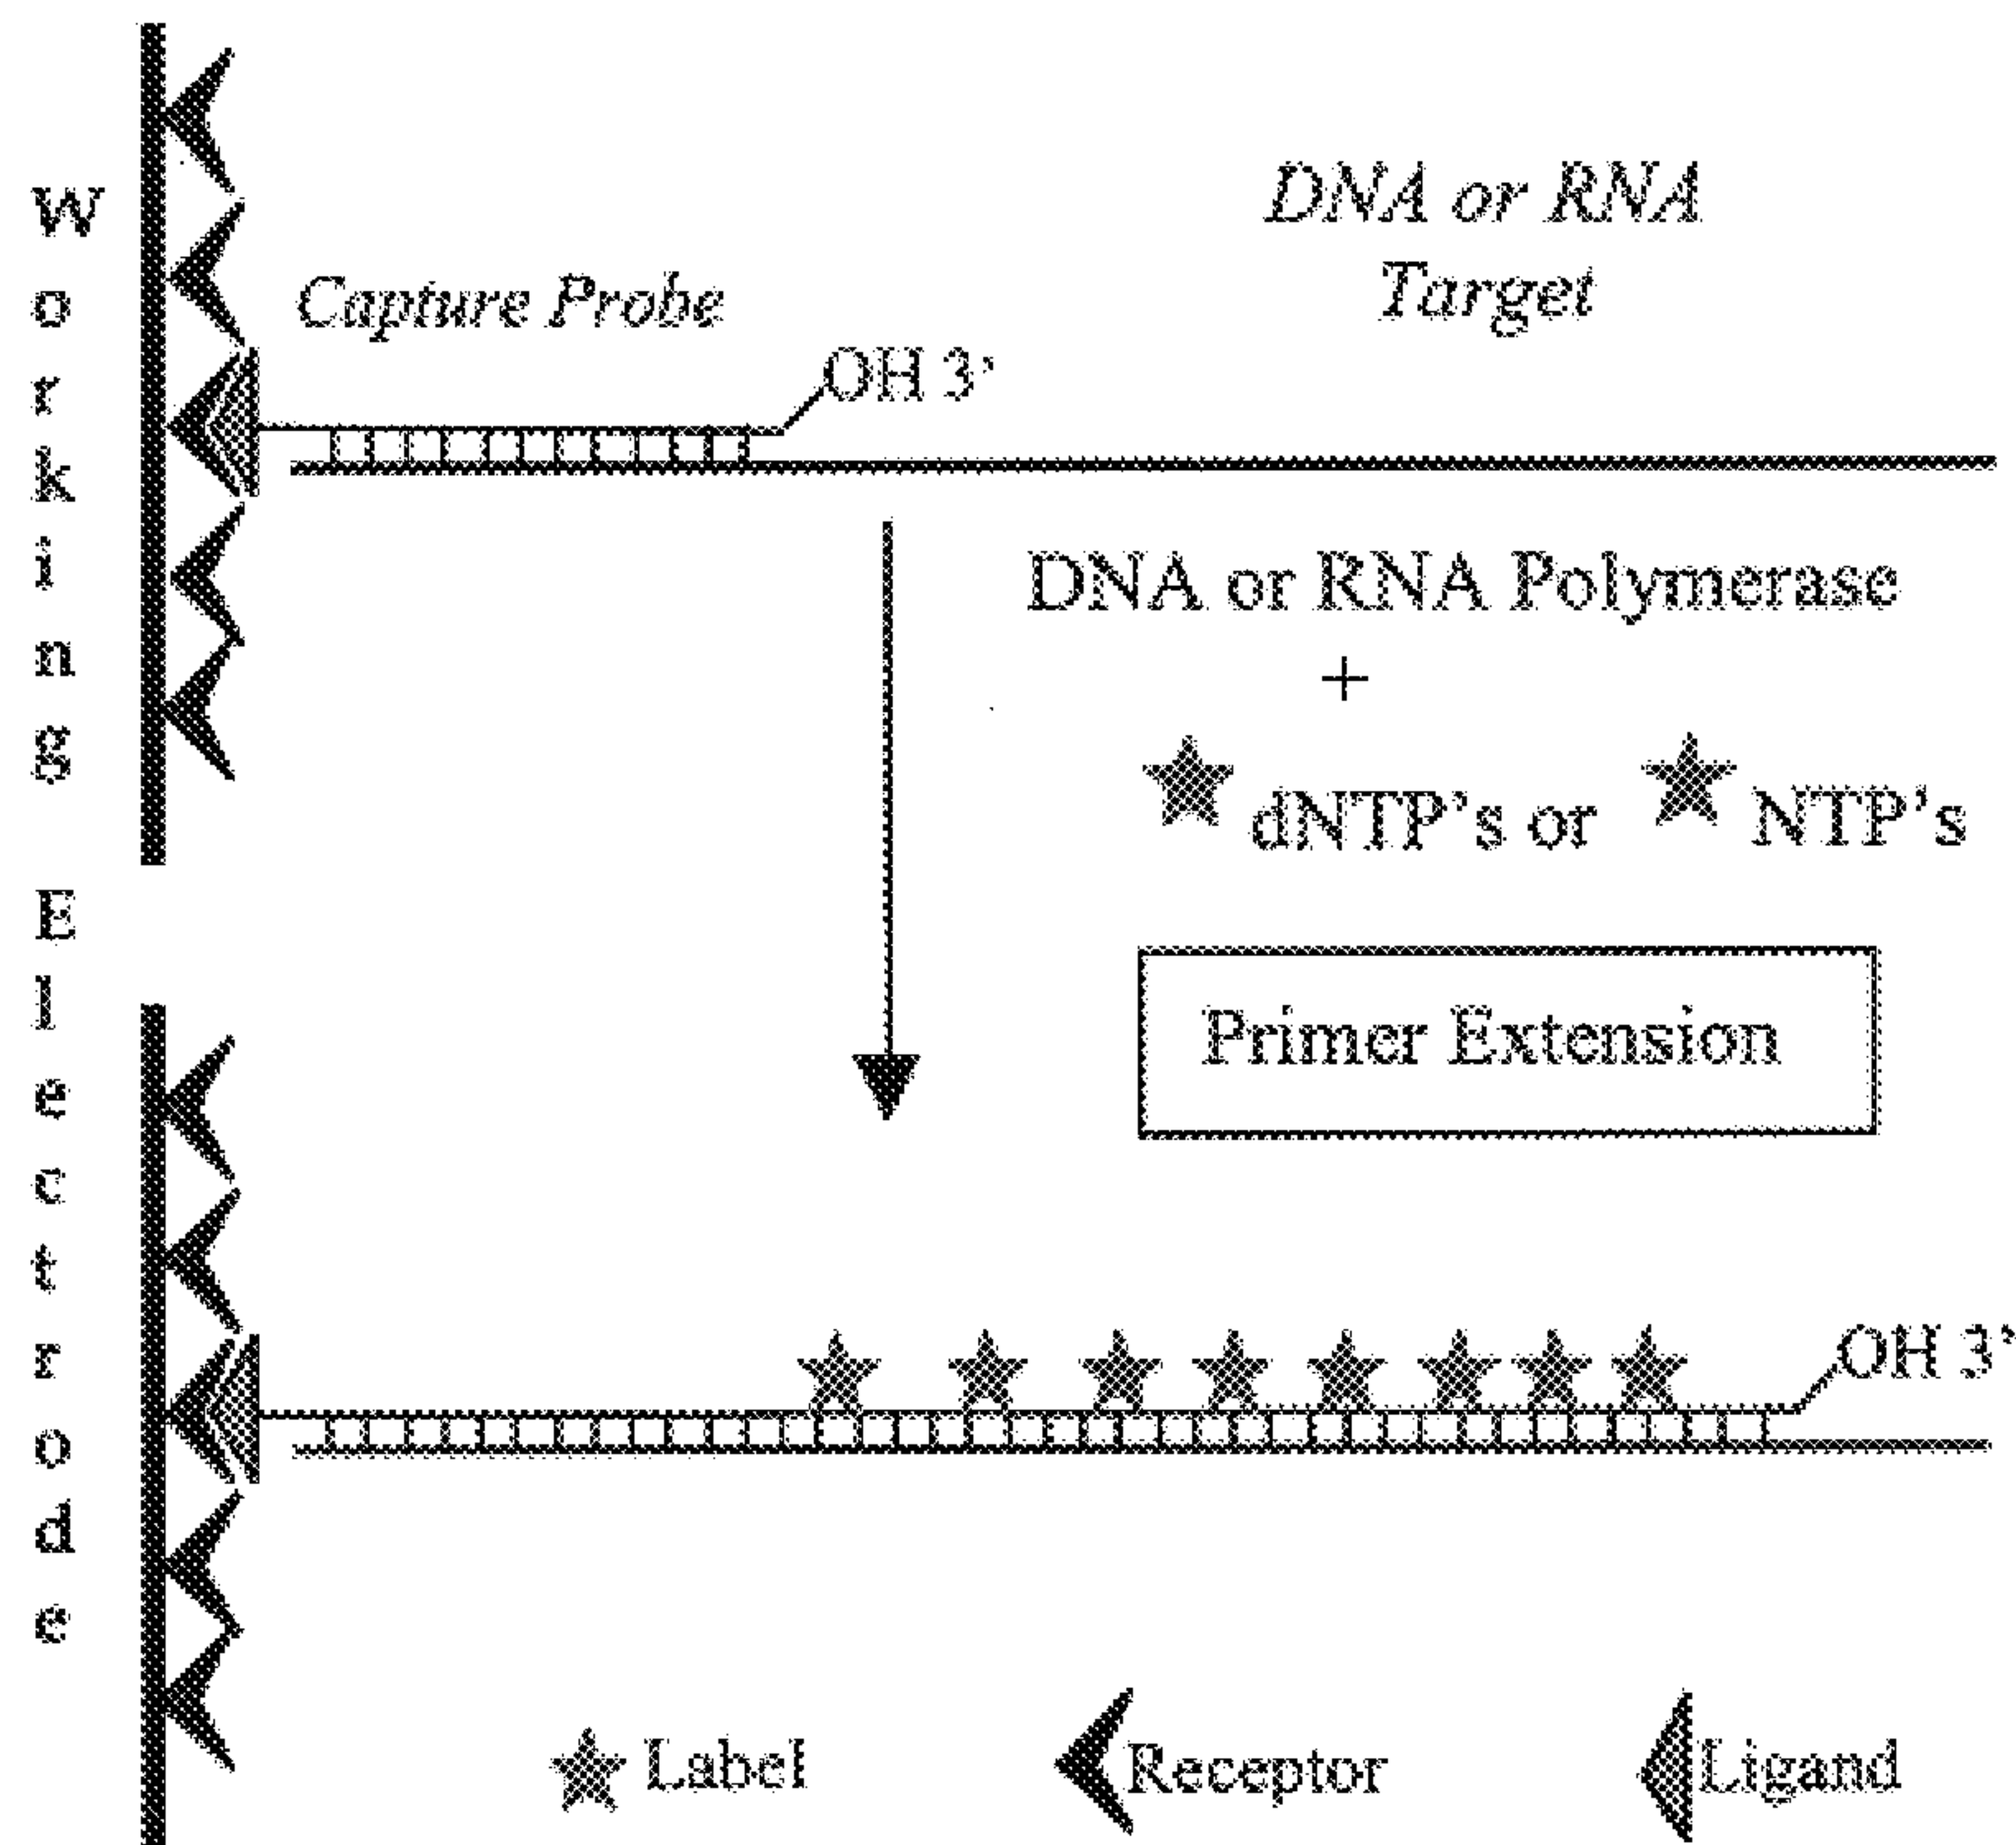 Working Electrode
DNA or RNA
Target
Capture Probe
OH 3'
DNA or RNA Polymerase
+
dNTP's or NTP's
Primer Extension
OH 3'
Label
Receptor
Ligand